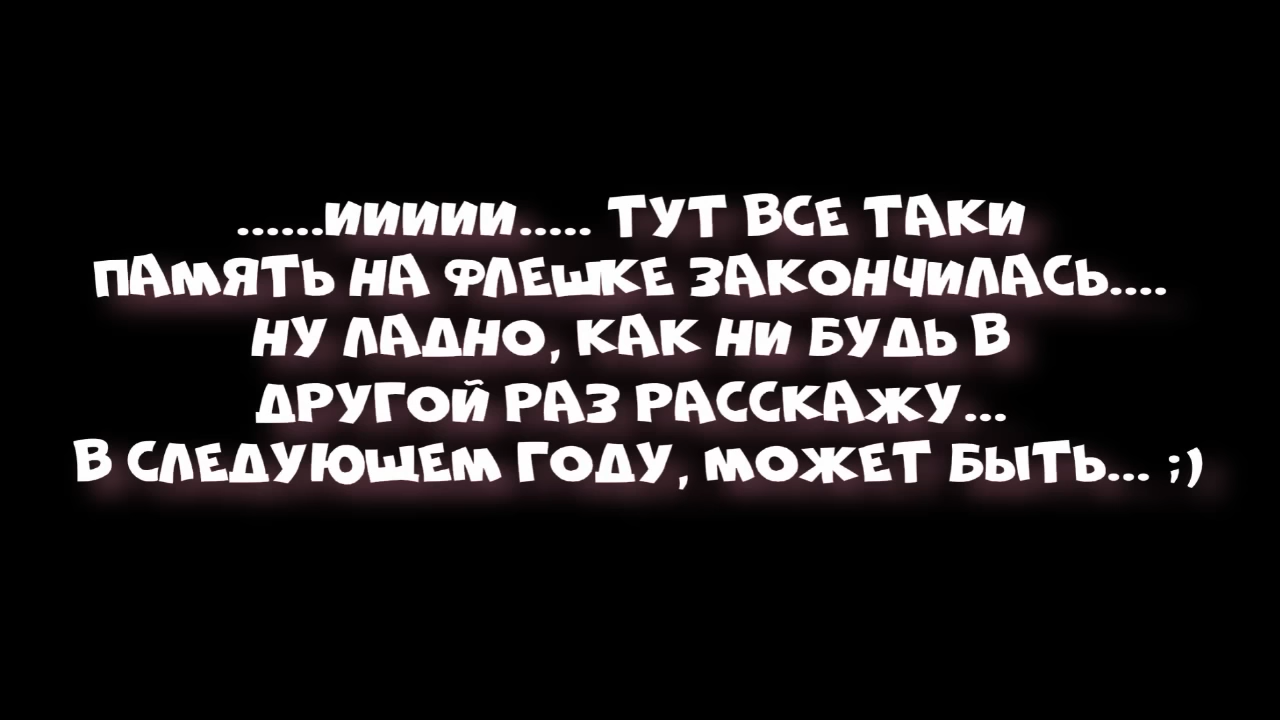 ......ИИИИИ..... ТУТ ВСЕ ТАКИ
ПАМЯТЬ НА ФЛЕШКЕ ЗАКОНЧИЛАСЬ....
НУ ЛАДНО, КАК НИ БУДЬ В
ДРУГОЙ РАЗ РАССКАЖУ...
В СЛЕДУЮЩЕМ ГОДУ, МОЖЕТ БЫТЬ... ;)